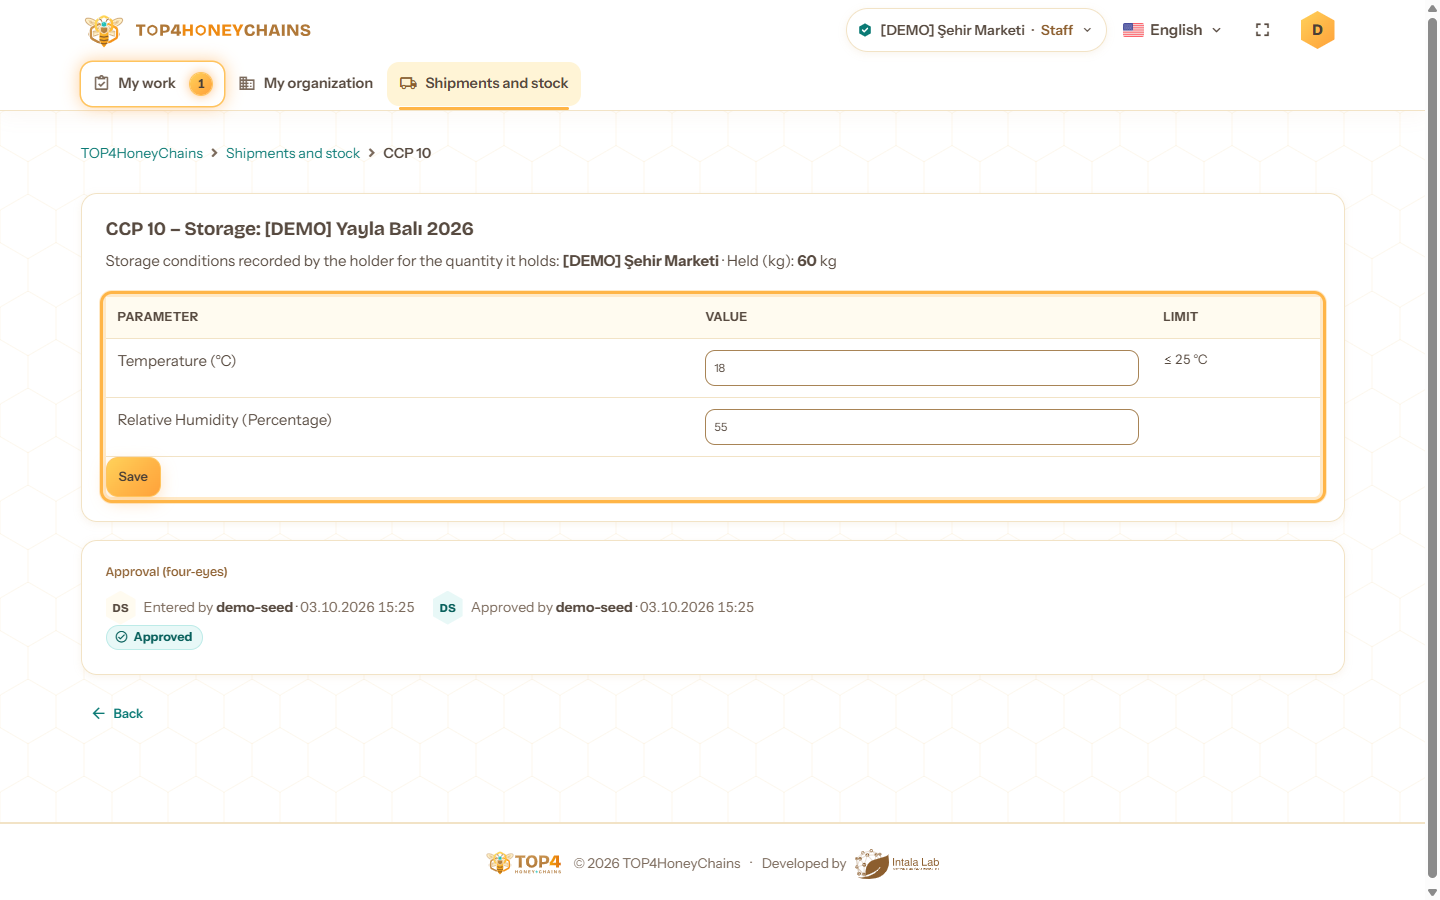 TOP4HONEYCHAINS
[DEMO] Şehir Marketi · Staff
English
D
My work 1
My organization
Shipments and stock
TOP4HoneyChains > Shipments and stock > CCP 10
CCP 10 – Storage: [DEMO] Yayla Balı 2026
Storage conditions recorded by the holder for the quantity it holds: [DEMO] Şehir Marketi · Held (kg): 60 kg
PARAMETER VALUE LIMIT
Temperature (°C) 18 ≤ 25 °C
Relative Humidity (Percentage) 55
Save
Approval (four-eyes)
DS Entered by demo-seed · 03.10.2026 15:25 DS Approved by demo-seed · 03.10.2026 15:25
Approved
Back
TOP4 HONEYCHAINS © 2026 TOP4HoneyChains · Developed by Intala Lab